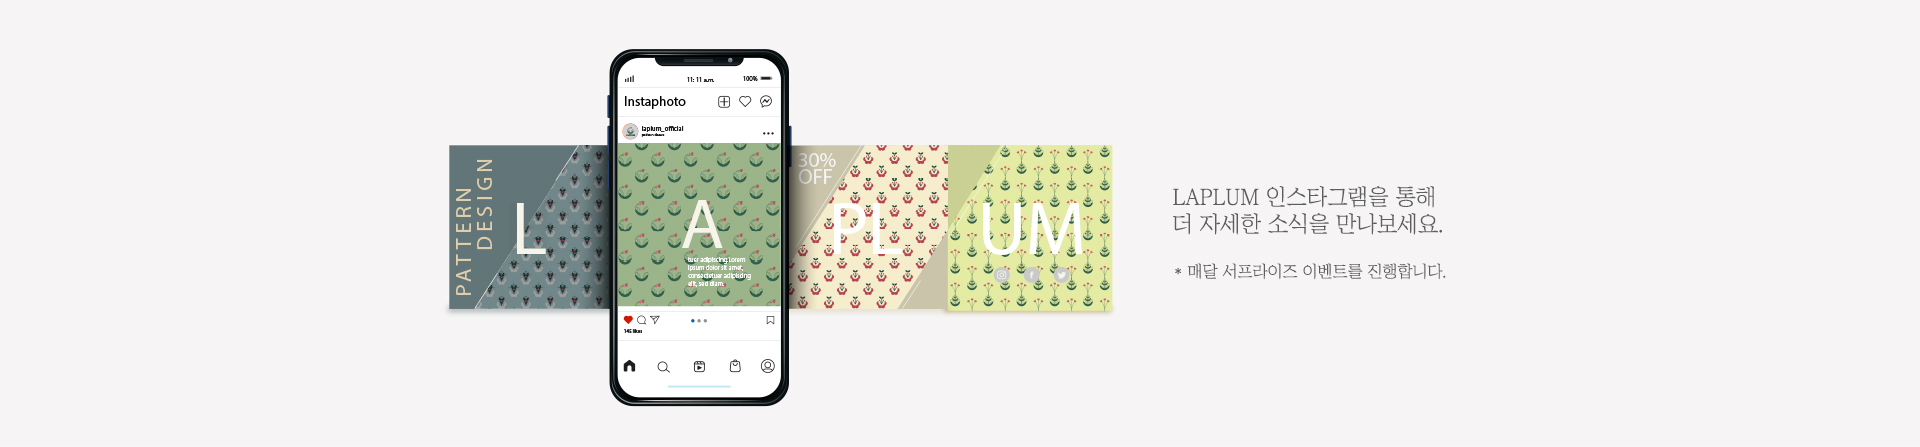 PATTERN
DESIGN
L
11: 11 a.m.
100%
Instaphoto
laplum_official
A
tuer adipiscing Lorem
ipsum dolor sit amet,
consectetuer adipiscing
elit, sed diam.
145 likes
30%
OFF
PL
UM
LAPLUM 인스타그램을 통해
더 자세한 소식을 만나보세요.
* 매달 서프라이즈 이벤트를 진행합니다.